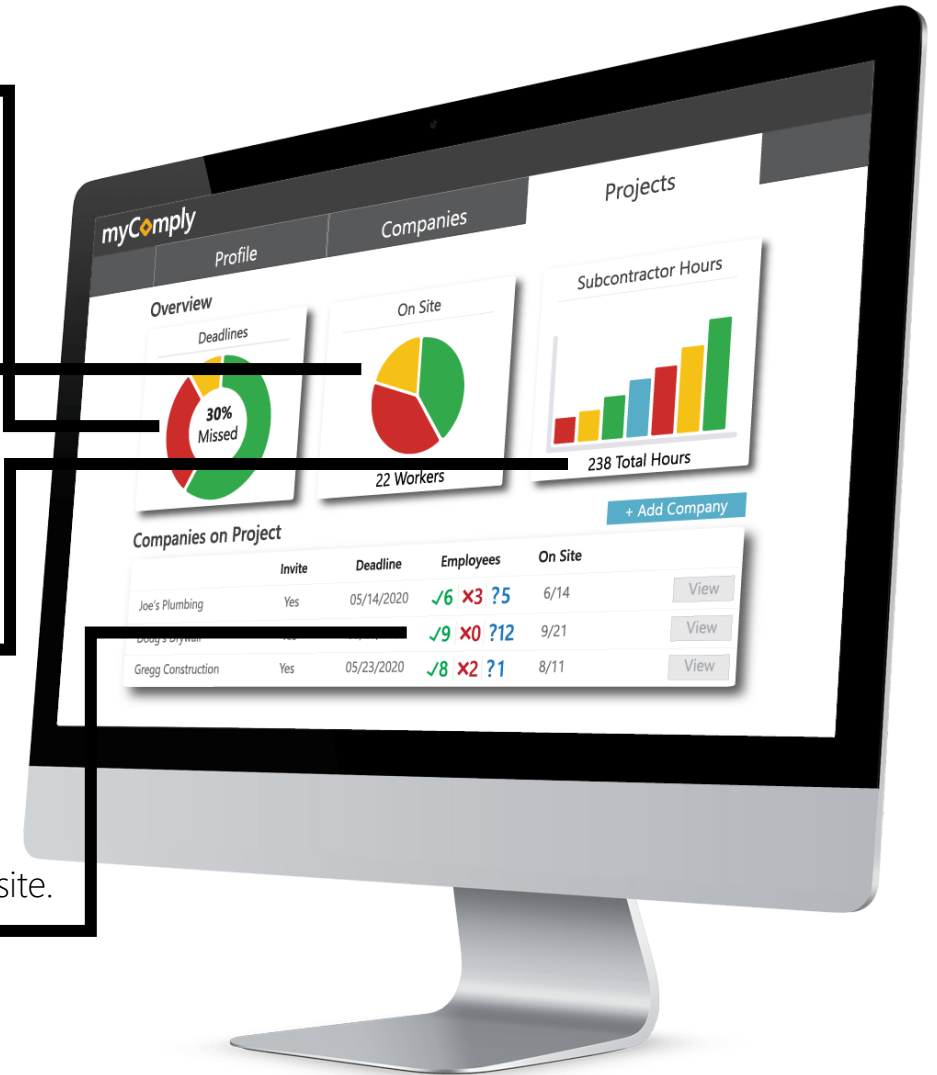 myComply
Profile
Companies
Projects
Overview
Deadlines
30%
Missed
On Site
22 Workers
Subcontractor Hours
238 Total Hours
+ Add Company
Companies on Project
Invite Deadline Employees On Site
Joe's Plumbing Yes 05/14/2020 ✓6 ×3 ?5 6/14 View
✓9 ×0 ?12 9/21 View
Gregg Construction Yes 05/23/2020 ✓8 ×2 ?1 8/11 View
site.